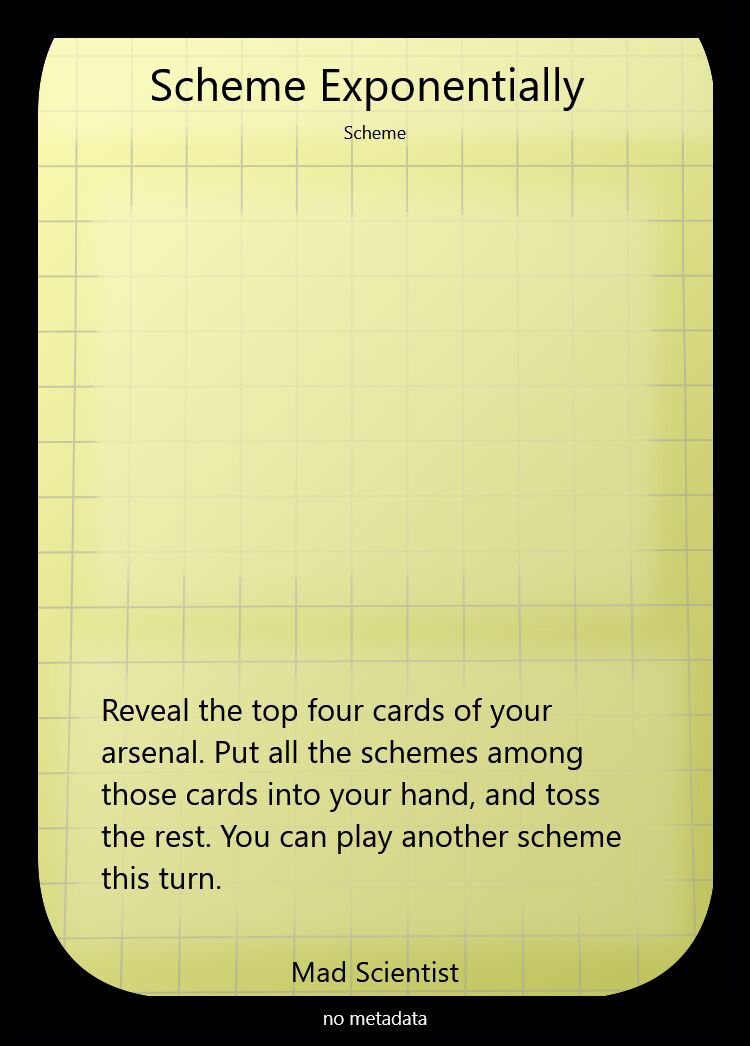 Scheme Exponentially
Scheme
Reveal the top four cards of your
arsenal. Put all the schemes among
those cards into your hand, and toss
the rest. You can play another scheme
this turn.
Mad Scientist
no metadata